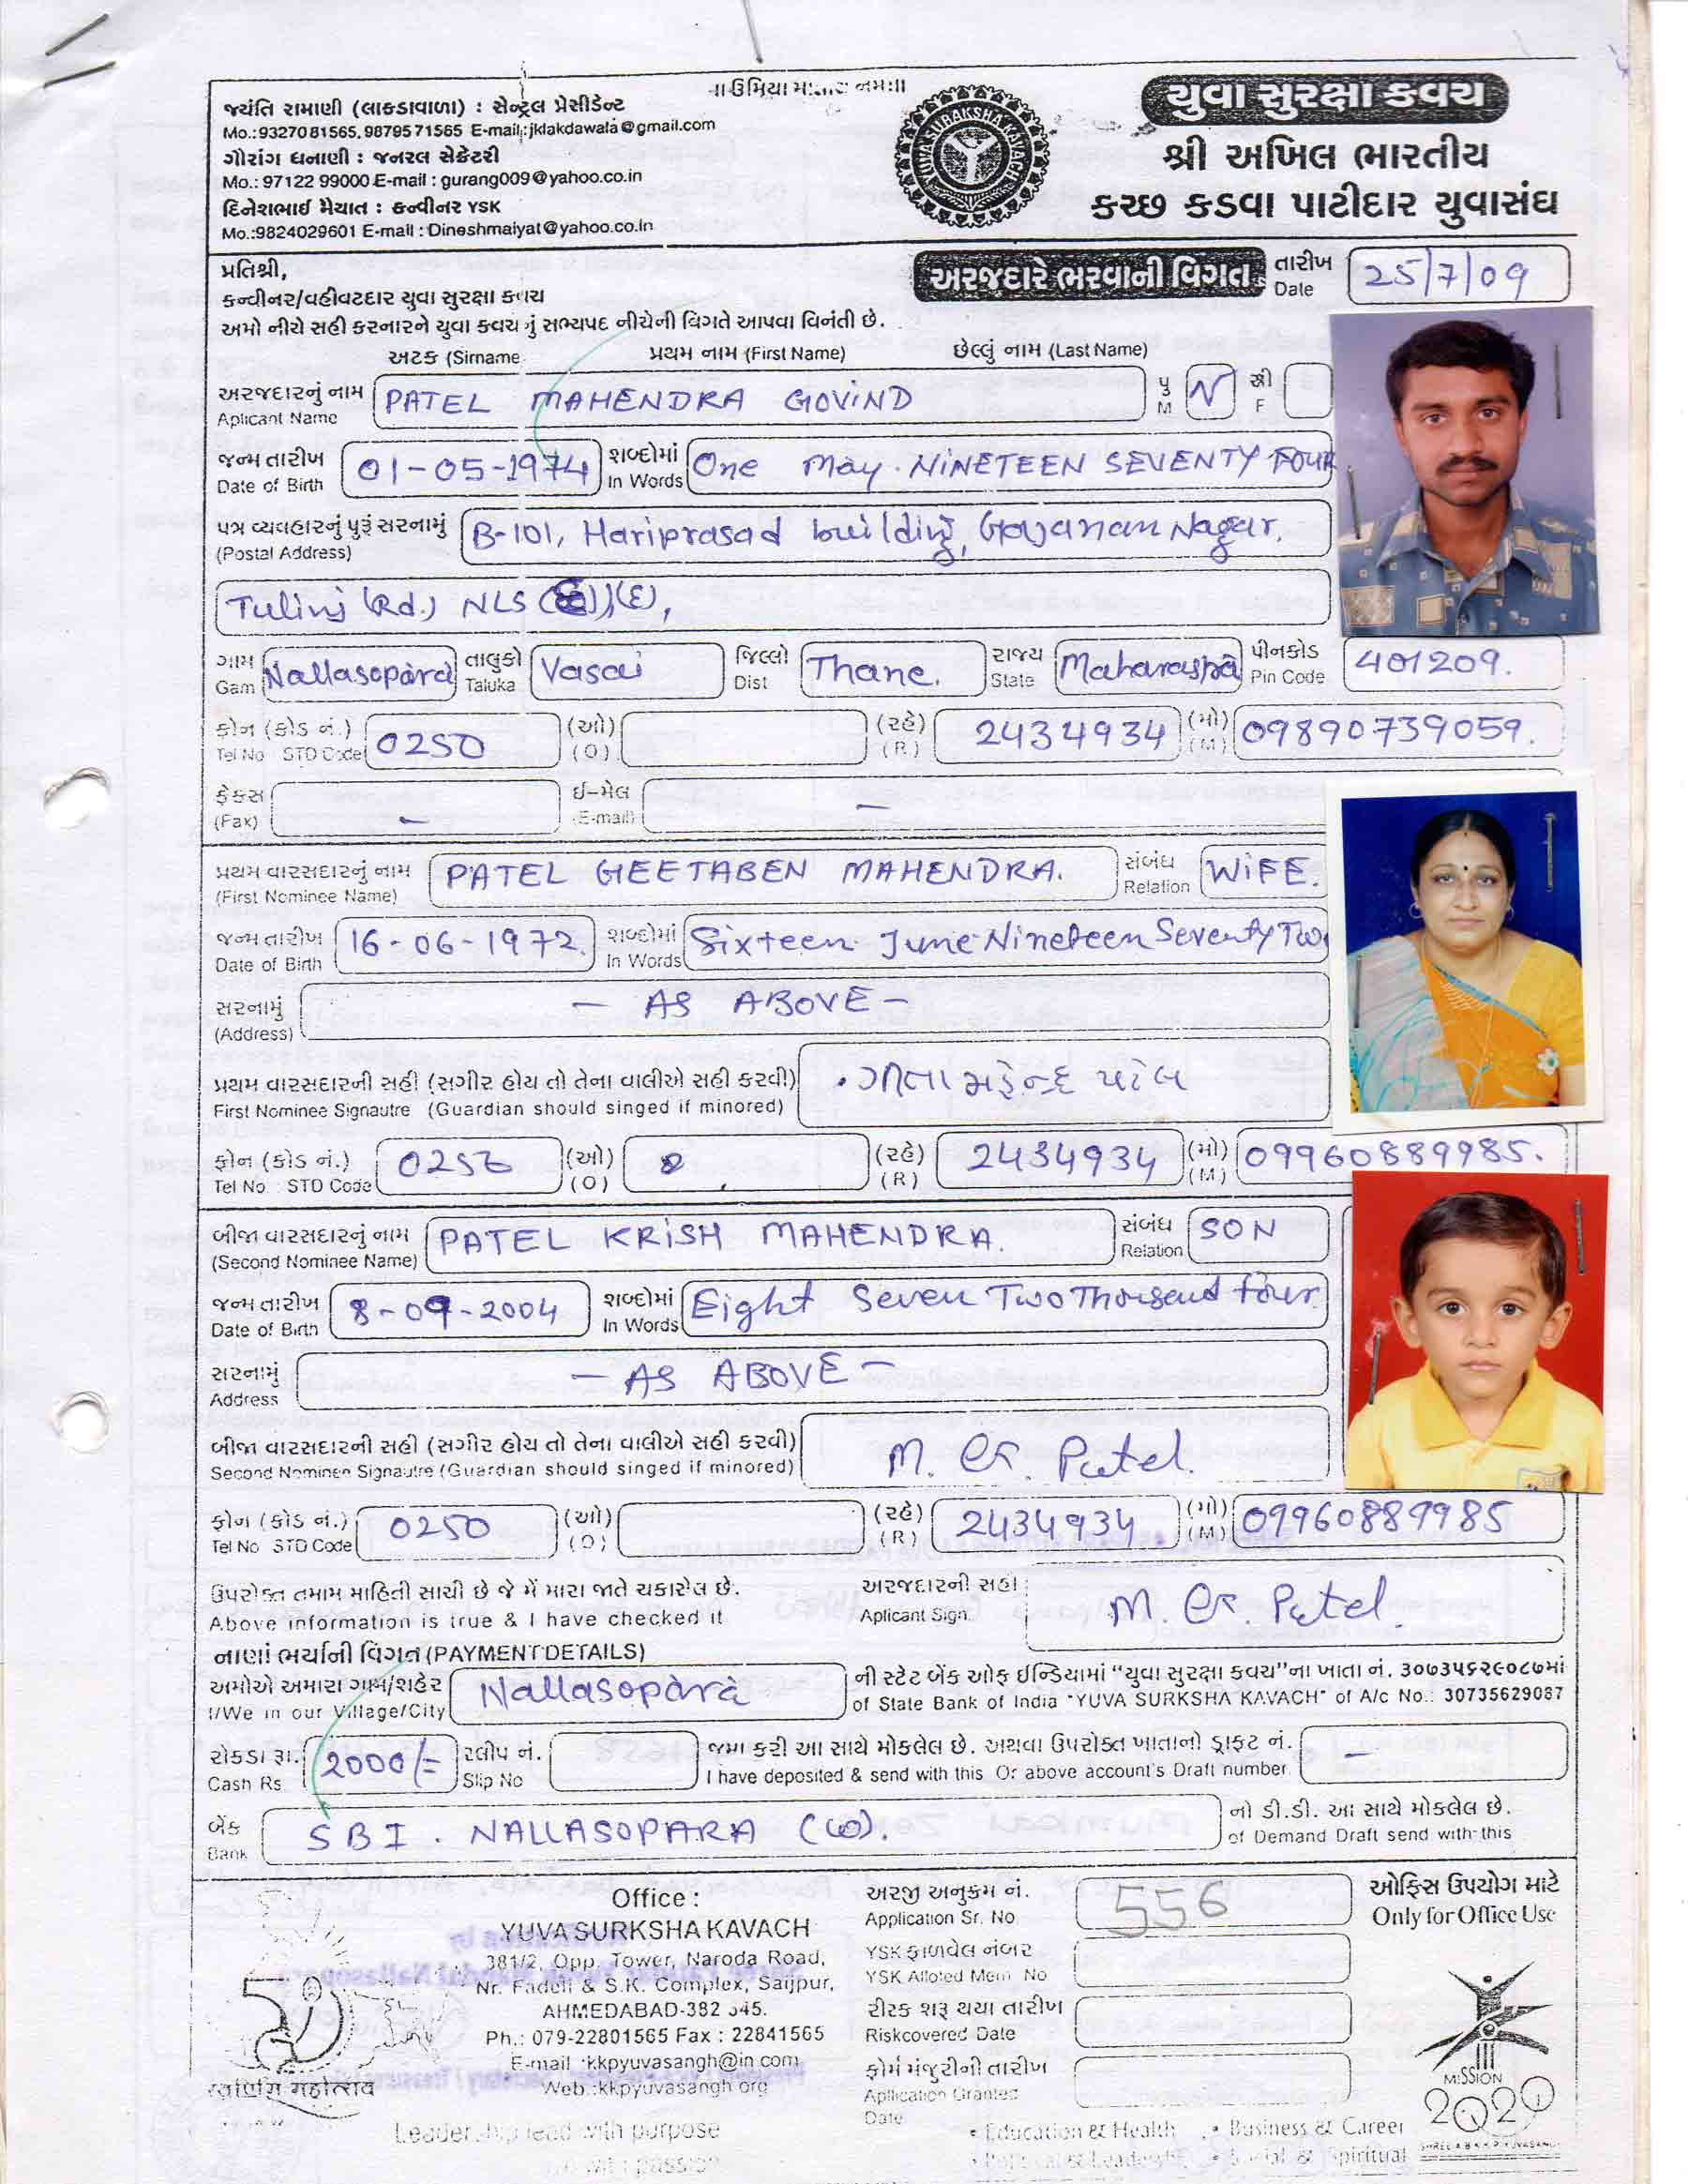 જયંતિ રામાણી (લાકડાવાળા) : સેન્ટ્રલ પ્રેસીડેન્ટ
Mo.:9327081565, 9879571565 E-mail:jklakdawala@gmail.com
ગૌરાંગ ધનાણી : જનરલ સેક્રેટરી
Mo.: 97122 99000 E-mail : gurang009@yahoo.co.in
દિનેશભાઈ મૈયાત : કન્વીનર YSK
Mo.:9824029601 E-mail : Dineshmaiyat@yahoo.co.in
YUVA SURAKSHA KAVACH
યુવા સુરક્ષા કવચ
શ્રી અખિલ ભારતીય
કચ્છ કડવા પાટીદાર યુવાસંઘ
પ્રતિશ્રી,
કન્વીનર/વહીવટદાર યુવા સુરક્ષા કવચ
અરજદારે ભરવાની વિગત
તારીખ Date 25/7/09
અમો નીચે સહી કરનારને યુવા કવચનું સભ્યપદ નીચેની વિગતે આપવા વિનંતી છે.
અટક (Sirname પ્રથમ નામ (First Name) છેલ્લું નામ (Last Name)
અરજદારનું નામ Aplicant Name PATEL MAHENDRA GOVIND પુ M સ્ત્રી F
જન્મ તારીખ Date of Birth 01-05-1974 શબ્દોમાં In Words One May. NINETEEN SEVENTY FOUR
પત્ર વ્યવહારનું પુરૂં સરનામું (Postal Address) B-101, Hariprasad building, Gajanan Nagar,
Tulinj (Rd.) NLS (E),
ગામ Gam Nallasopara તાલુકો Taluka Vasai જિલ્લો Dist Thane. રાજ્ય State પીનકોડ Pin Code 401209.
ફોન (કોડ નં.) Tel No STD Code 0250 (ઓ) (O) (રહે) (R) 2434934 (મો) (M) 09890739059.
ફેક્સ (Fax) – ઈ-મેલ (E-mail) –
પ્રથમ વારસદારનું નામ (First Nominee Name) PATEL GEETABEN MAHENDRA. સંબંધ Relation WIFE.
જન્મ તારીખ Date of Birth 16-06-1972. શબ્દોમાં In Words Sixteen June Nineteen Seventy Two
સરનામું (Address) – AS ABOVE –
પ્રથમ વારસદારની સહી (સગીર હોય તો તેના વાલીએ સહી કરવી)
First Nominee Signautre (Guardian should singed if minored)
ફોન (કોડ નં.) Tel No. STD Code (ઓ) (O) (રહે) (R) 2434934 (મો) (M) 09960889985.
બીજા વારસદારનું નામ (Second Nominee Name) PATEL KRISH MAHENDRA. સંબંધ Relation SON
જન્મ તારીખ Date of Birth 8-09-2004 શબ્દોમાં In Words Eight Seven Two Thousand four
સરનામું Address – AS ABOVE –
બીજા વારસદારની સહી (સગીર હોય તો તેના વાલીએ સહી કરવી)
Second Nominee Signautre (Guardian should singed if minored) M. G. Patel.
ફોન (કોડ નં.) Tel No STD Code 0250 (ઓ) (O) (રહે) (R) 2434934. (મો) (M) 09960889985
ઉપરોક્ત તમામ માહિતી સાચી છે જે મેં મારા જાતે ચકાસેલ છે.
Above information is true & I have checked it
અરજદારની સહી Aplicant Sign. M. G. Patel.
નાણાં ભર્યાની વિગત (PAYMENT DETAILS)
અમોએ અમારા ગામ/શહેર I/We in our Village/City Nallasopara ની સ્ટેટ બેંક ઓફ ઈન્ડિયામાં “યુવા સુરક્ષા કવચ”ના ખાતા નં. ૩૦૭૩૫૬૨૯૦૮૭માં
of State Bank of India "YUVA SURKSHA KAVACH" of A/c No.: 30735629087
રોકડા રૂા. Cash Rs 2000/- સ્લીપ નં. Slip No જમા કરી આ સાથે મોકલેલ છે. અથવા ઉપરોક્ત ખાતાનો ડ્રાફ્ટ નં. –
I have deposited & send with this Or above account's Draft number
બેંક Bank SBI. NALLASOPARA (W). નો ડી.ડી. આ સાથે મોકલેલ છે.
of Demand Draft send with this
Office :
YUVA SURKSHA KAVACH
381/2, Opp. Tower, Naroda Road,
Nr. Fadeli & S.K. Complex, Saijpur,
AHMEDABAD-382 345.
Ph.: 079-22801565 Fax : 22841565
E-mail :kkpyuvasangh@in.com
Web.:kkpyuvasangh.org
અરજી અનુક્રમ નં. Application Sr. No. 556
ઓફિસ ઉપયોગ માટે
Only for Office Use
YSK ફાળવેલ નંબર
YSK Alloted Mem. No
રીસ્ક શરૂ થયા તારીખ
Riskcovered Date
ફોર્મ મંજુરીની તારીખ
Apllication Grantec Date
MISSION
2020
Leadership lead with purpose
• Education & Health • Business & Career
• Social & Spiritual